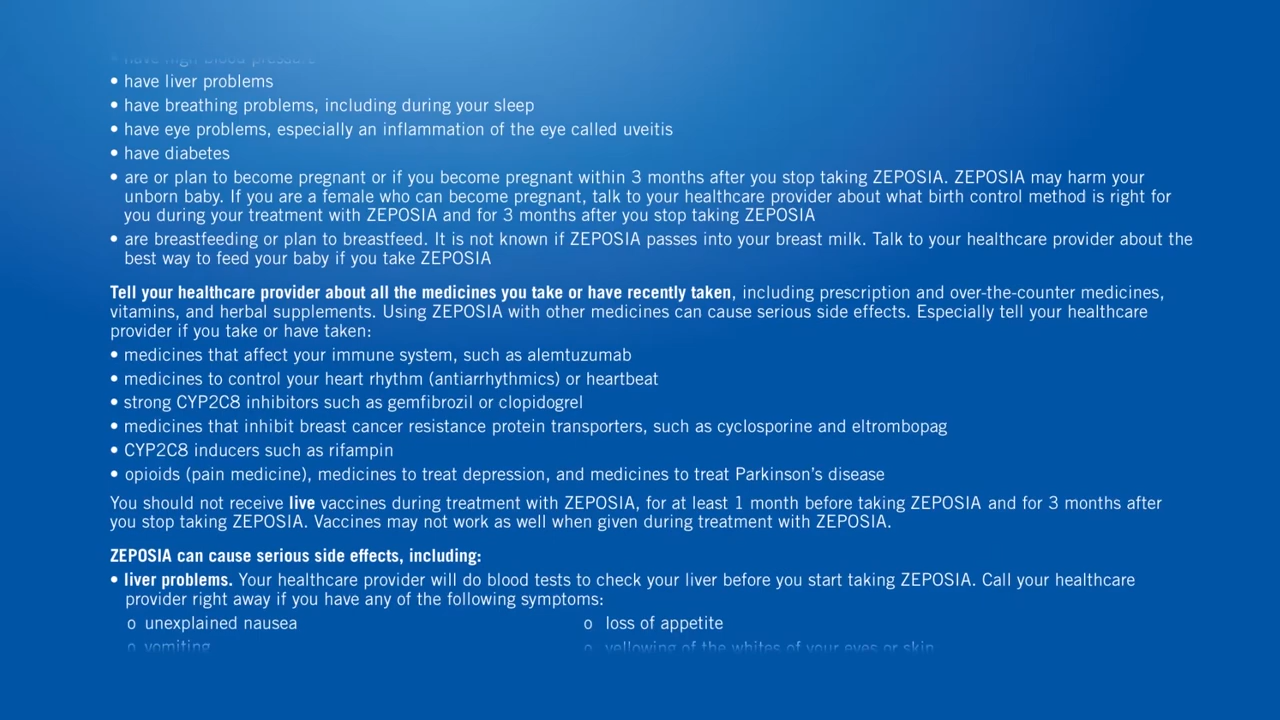 • have high blood pressure
• have liver problems
• have breathing problems, including during your sleep
• have eye problems, especially an inflammation of the eye called uveitis
• have diabetes
• are or plan to become pregnant or if you become pregnant within 3 months after you stop taking ZEPOSIA. ZEPOSIA may harm your
unborn baby. If you are a female who can become pregnant, talk to your healthcare provider about what birth control method is right for
you during your treatment with ZEPOSIA and for 3 months after you stop taking ZEPOSIA
• are breastfeeding or plan to breastfeed. It is not known if ZEPOSIA passes into your breast milk. Talk to your healthcare provider about the
best way to feed your baby if you take ZEPOSIA
Tell your healthcare provider about all the medicines you take or have recently taken, including prescription and over-the-counter medicines,
vitamins, and herbal supplements. Using ZEPOSIA with other medicines can cause serious side effects. Especially tell your healthcare
provider if you take or have taken:
• medicines that affect your immune system, such as alemtuzumab
• medicines to control your heart rhythm (antiarrhythmics) or heartbeat
• strong CYP2C8 inhibitors such as gemfibrozil or clopidogrel
• medicines that inhibit breast cancer resistance protein transporters, such as cyclosporine and eltrombopag
• CYP2C8 inducers such as rifampin
• opioids (pain medicine), medicines to treat depression, and medicines to treat Parkinson's disease
You should not receive live vaccines during treatment with ZEPOSIA, for at least 1 month before taking ZEPOSIA and for 3 months after
you stop taking ZEPOSIA. Vaccines may not work as well when given during treatment with ZEPOSIA.
ZEPOSIA can cause serious side effects, including:
• liver problems. Your healthcare provider will do blood tests to check your liver before you start taking ZEPOSIA. Call your healthcare
provider right away if you have any of the following symptoms:
o unexplained nausea o loss of appetite
o vomiting o yellowing of the whites of your eyes or skin